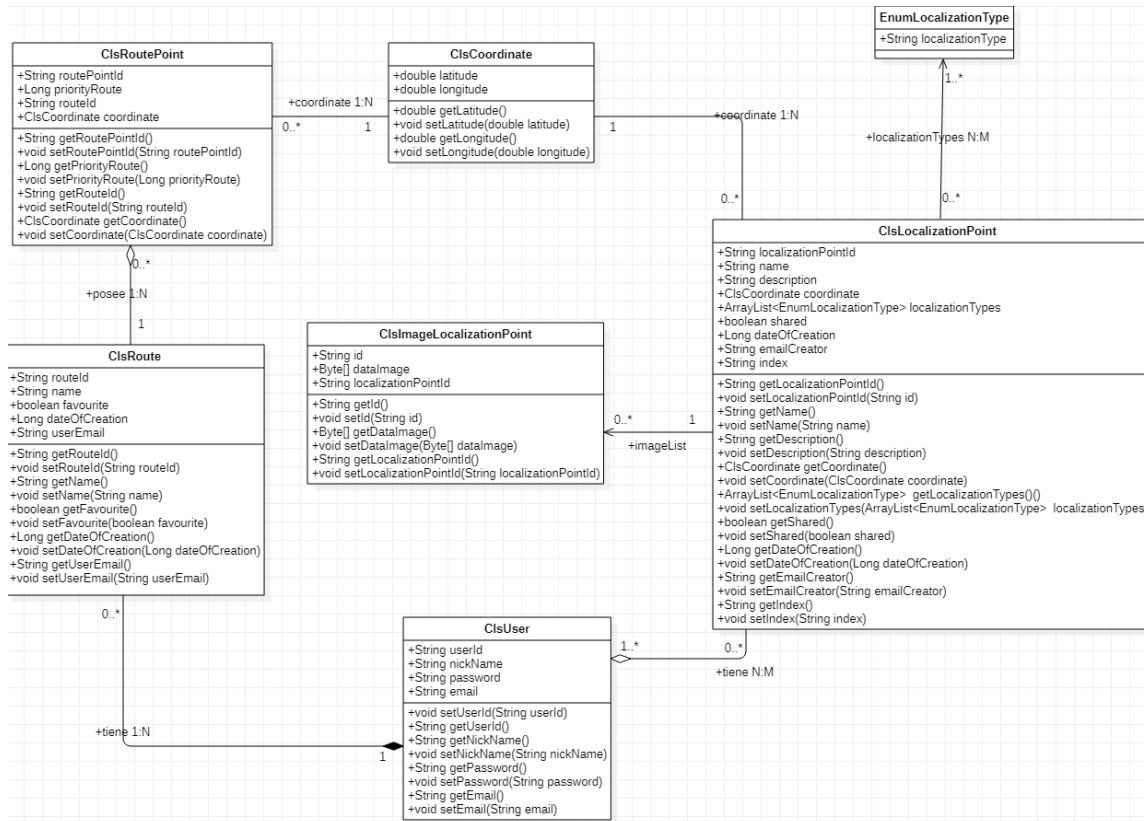 EnumLocalizationType
+String localizationType
ClsRoutePoint
+String routePointId
+Long priorityRoute
+String routeId
+ClsCoordinate coordinate
+String getRoutePointId()
+void setRoutePointId(String routePointId)
+Long getPriorityRoute()
+void setPriorityRoute(Long priorityRoute)
+String getRouteId()
+void setRouteId(String routeId)
+ClsCoordinate getCoordinate()
+void setCoordinate(ClsCoordinate coordinate)
+coordinate 1:N
0..*
1
ClsCoordinate
+double latitude
+double longitude
+double getLatitude()
+void setLatitude(double latitude)
+double getLongitude()
+void setLongitude(double longitude)
1
+coordinate 1:N
0..*
1..*
+localizationTypes N:M
0..*
0..*
+posee 1:N
1
ClsLocalizationPoint
+String localizationPointId
+String name
+String description
+ClsCoordinate coordinate
+ArrayList<EnumLocalizationType> localizationTypes
+boolean shared
+Long dateOfCreation
+String emailCreator
+String index
+String getLocalizationPointId()
+void setLocalizationPointId(String id)
+String getName()
+void setName(String name)
+String getDescription()
+void setDescription(String description)
+ClsCoordinate getCoordinate()
+void setCoordinate(ClsCoordinate coordinate)
+ArrayList<EnumLocalizationType> getLocalizationTypes()()
+void setLocalizationTypes(ArrayList<EnumLocalizationType> localizationTypes
+boolean getShared()
+void setShared(boolean shared)
+Long getDateOfCreation()
+void setDateOfCreation(Long dateOfCreation)
+String getEmailCreator()
+void setEmailCreator(String emailCreator)
+String getIndex()
+void setIndex(String index)
ClsImageLocalizationPoint
+String id
+Byte[] dataImage
+String localizationPointId
+String getId()
+void setId(String id)
+Byte[] getDataImage()
+void setDataImage(Byte[] dataImage)
+String getLocalizationPointId()
+void setLocalizationPointId(String localizationPointId)
0..*
1
+imageList
ClsRoute
+String routeId
+String name
+boolean favourite
+Long dateOfCreation
+String userEmail
+String getRouteId()
+void setRouteId(String routeId)
+String getName()
+void setName(String name)
+boolean getFavourite()
+void setFavourite(boolean favourite)
+Long getDateOfCreation()
+void setDateOfCreation(Long dateOfCreation)
+String getUserEmail()
+void setUserEmail(String userEmail)
0..*
+tiene 1:N
1
ClsUser
+String userId
+String nickName
+String password
+String email
+void setUserId(String userId)
+String getUserId()
+String getNickName()
+void setNickName(String nickName)
+String getPassword()
+void setPassword(String password)
+String getEmail()
+void setEmail(String email)
1..*
0..*
+tiene N:M